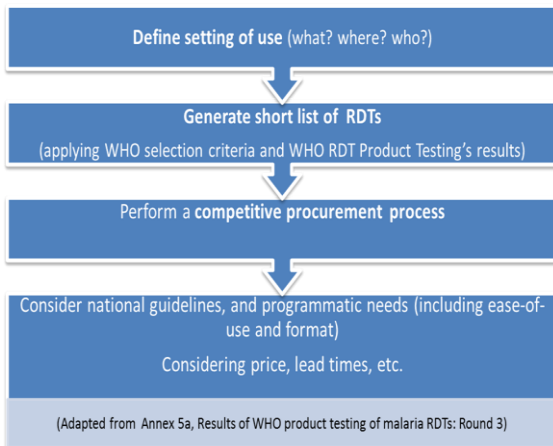 Define setting of use (what? where? who?)
Generate short list of RDTs
(applying WHO selection criteria and WHO RDT Product Testing's results)
Perform a competitive procurement process
Consider national guidelines, and programmatic needs (including ease-of-
use and format)
Considering price, lead times, etc.
(Adapted from Annex 5a, Results of WHO product testing of malaria RDTs: Round 3)